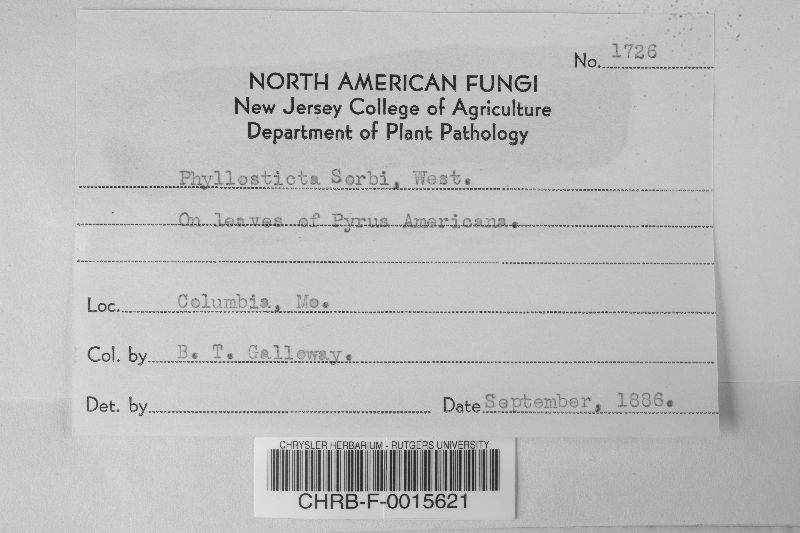 No. 1726
NORTH AMERICAN FUNGI
New Jersey College of Agriculture
Department of Plant Pathology
Phyllosticta Sorbi, West.
On leaves of Pyrus Americana.
Loc. Columbia, Mo.
Col. by B. T. Galloway.
Det. by Date September, 1886.
CHRYSLER HERBARIUM - RUTGERS UNIVERSITY
CHRB-F-0015621